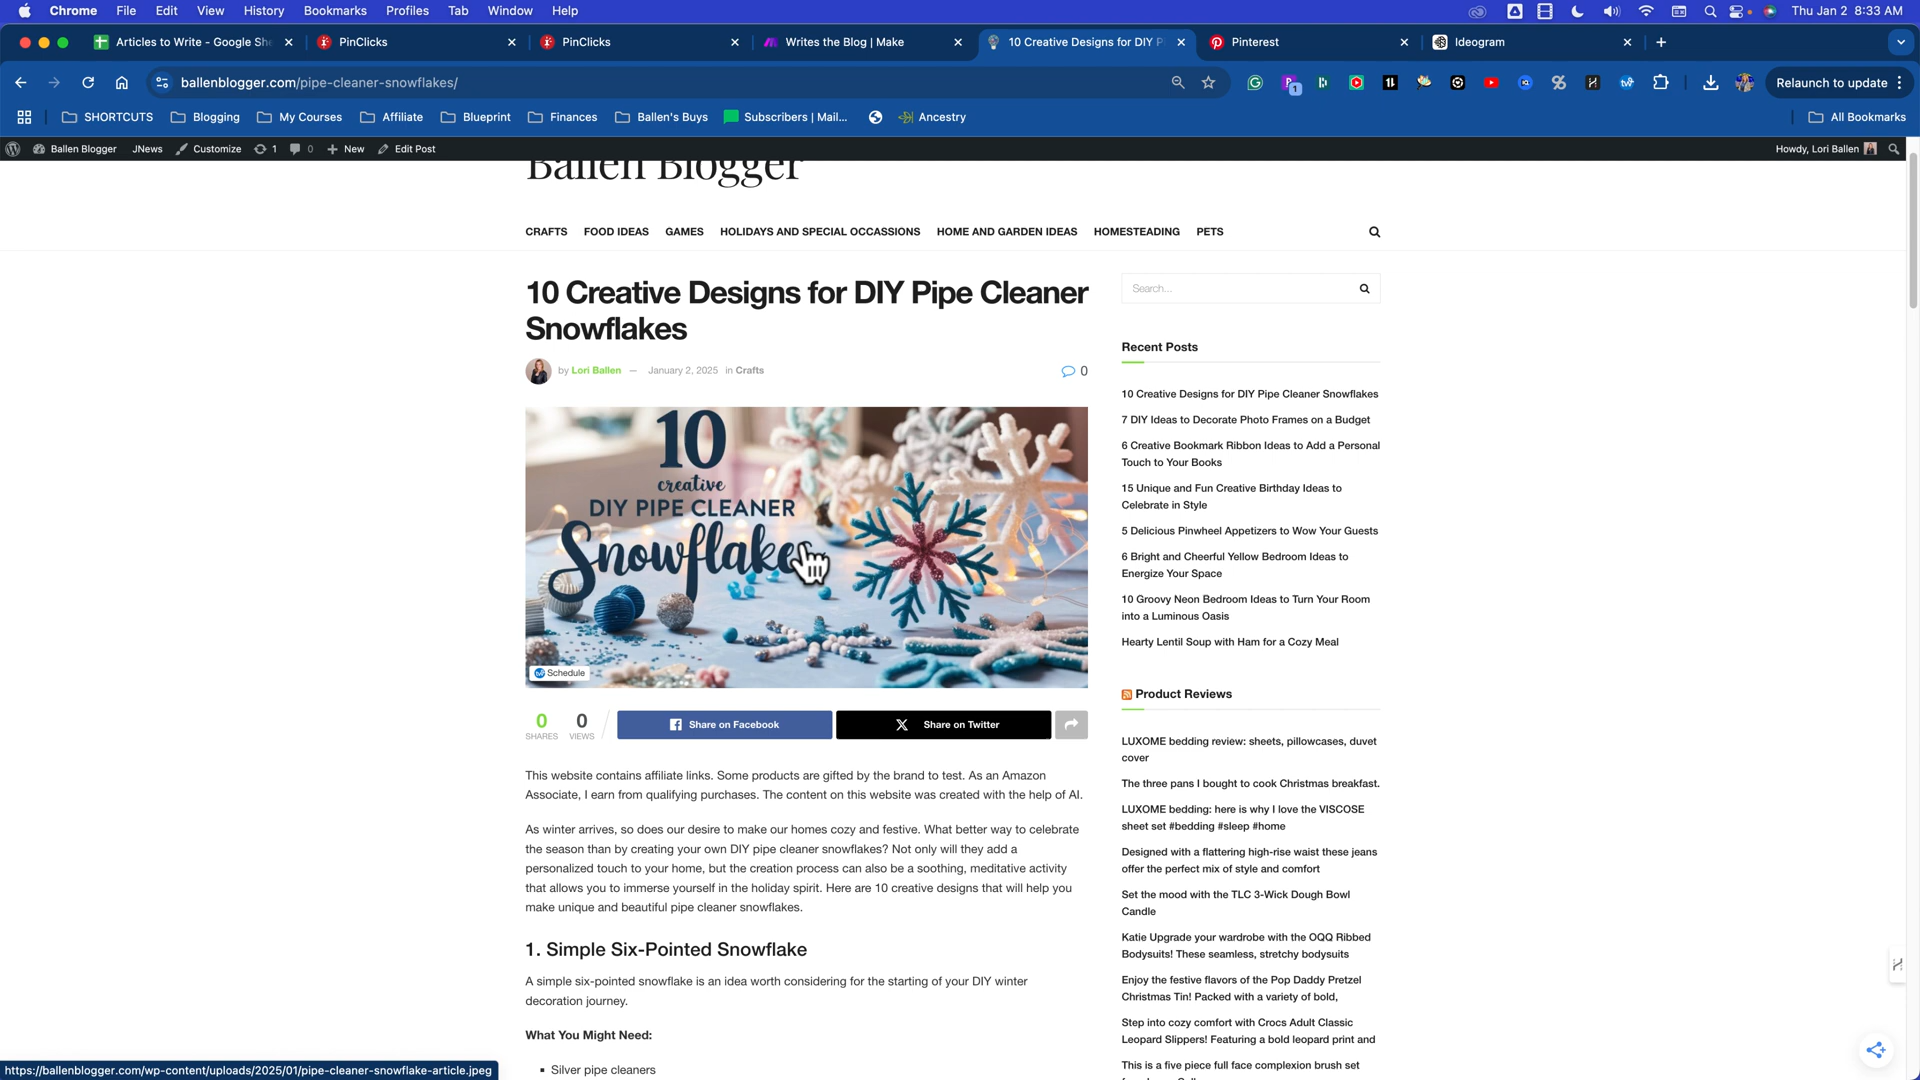 Chrome File Edit View History Bookmarks Profiles Tab Window Help
Thu Jan 2 8:33 AM
Articles to Write - Google She
PinClicks
PinClicks
Writes the Blog | Make
10 Creative Designs for DIY P
Pinterest
Ideogram
ballenblogger.com/pipe-cleaner-snowflakes/
1
Relaunch to update
SHORTCUTS
Blogging
My Courses
Affiliate
Blueprint
Finances
Ballen's Buys
Subscribers | Mail...
Ancestry
All Bookmarks
Ballen Blogger JNews Customize 1 0 New Edit Post
Howdy, Lori Ballen
Ballen Blogger
CRAFTS FOOD IDEAS GAMES HOLIDAYS AND SPECIAL OCCASSIONS HOME AND GARDEN IDEAS HOMESTEADING PETS
10 Creative Designs for DIY Pipe Cleaner
Snowflakes
by Lori Ballen — January 2, 2025 in Crafts
0
10
creative
DIY PIPE CLEANER
Snowflake
Schedule
0
SHARES
0
VIEWS
Share on Facebook
Share on Twitter
This website contains affiliate links. Some products are gifted by the brand to test. As an Amazon
Associate, I earn from qualifying purchases. The content on this website was created with the help of AI.
As winter arrives, so does our desire to make our homes cozy and festive. What better way to celebrate
the season than by creating your own DIY pipe cleaner snowflakes? Not only will they add a
personalized touch to your home, but the creation process can also be a soothing, meditative activity
that allows you to immerse yourself in the holiday spirit. Here are 10 creative designs that will help you
make unique and beautiful pipe cleaner snowflakes.
1. Simple Six-Pointed Snowflake
A simple six-pointed snowflake is an idea worth considering for the starting of your DIY winter
decoration journey.
What You Might Need:
Silver pipe cleaners
Search...
Recent Posts
10 Creative Designs for DIY Pipe Cleaner Snowflakes
7 DIY Ideas to Decorate Photo Frames on a Budget
6 Creative Bookmark Ribbon Ideas to Add a Personal
Touch to Your Books
15 Unique and Fun Creative Birthday Ideas to
Celebrate in Style
5 Delicious Pinwheel Appetizers to Wow Your Guests
6 Bright and Cheerful Yellow Bedroom Ideas to
Energize Your Space
10 Groovy Neon Bedroom Ideas to Turn Your Room
into a Luminous Oasis
Hearty Lentil Soup with Ham for a Cozy Meal
Product Reviews
LUXOME bedding review: sheets, pillowcases, duvet
cover
The three pans I bought to cook Christmas breakfast.
LUXOME bedding: here is why I love the VISCOSE
sheet set #bedding #sleep #home
Designed with a flattering high-rise waist these jeans
offer the perfect mix of style and comfort
Set the mood with the TLC 3-Wick Dough Bowl
Candle
Katie Upgrade your wardrobe with the OQQ Ribbed
Bodysuits! These seamless, stretchy bodysuits
Enjoy the festive flavors of the Pop Daddy Pretzel
Christmas Tin! Packed with a variety of bold,
Step into cozy comfort with Crocs Adult Classic
Leopard Slippers! Featuring a bold leopard print and
This is a five piece full face complexion brush set
https://ballenblogger.com/wp-content/uploads/2025/01/pipe-cleaner-snowflake-article.jpeg